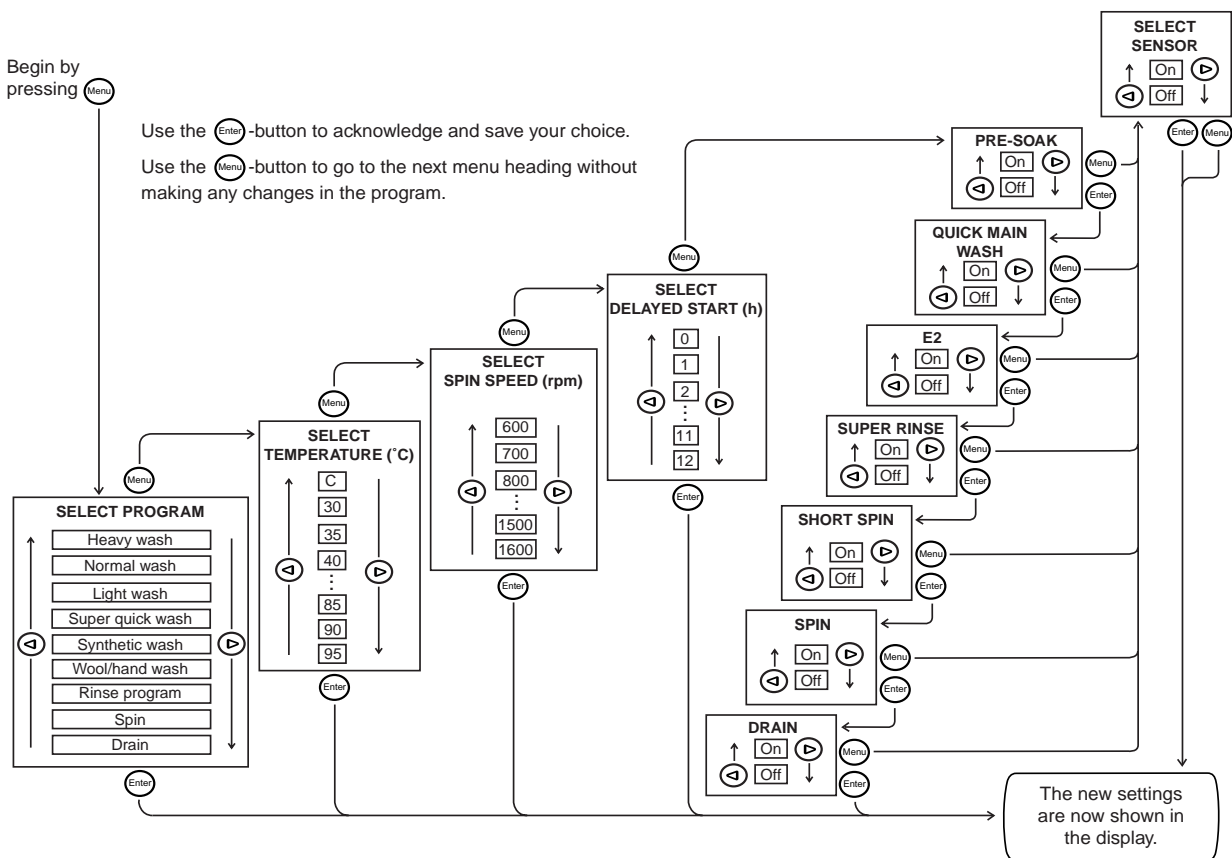 Begin by
pressing Menu
Use the Enter -button to acknowledge and save your choice.
Use the Menu -button to go to the next menu heading without
making any changes in the program.
Menu
SELECT PROGRAM
Heavy wash
Normal wash
Light wash
Super quick wash
Synthetic wash
Wool/hand wash
Rinse program
Spin
Drain
Enter
Menu
SELECT
TEMPERATURE (˚C)
C
30
35
40
85
90
95
Enter
Menu
SELECT
SPIN SPEED (rpm)
600
700
800
1500
1600
Enter
Menu
SELECT
DELAYED START (h)
0
1
2
11
12
Enter
PRE-SOAK
On
Off
Menu
Enter
QUICK MAIN
WASH
On
Off
Menu
Enter
E2
On
Off
Menu
Enter
SUPER RINSE
On
Off
Menu
Enter
SHORT SPIN
On
Off
Menu
Enter
SPIN
On
Off
Menu
Enter
DRAIN
On
Off
Menu
Enter
SELECT
SENSOR
On
Off
Enter Menu
The new settings
are now shown in
the display.